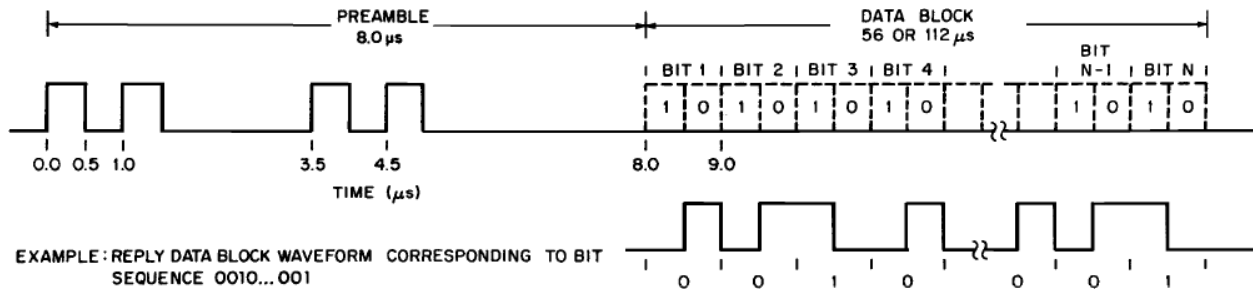 PREAMBLE
8.0 μs
DATA BLOCK
56 OR 112 μs
BIT 1 BIT 2 BIT 3 BIT 4 BIT N-1 BIT N
1 0 1 0 1 0 1 0 1 0 1 0
0.0 0.5 1.0 3.5 4.5 8.0 9.0
TIME (μs)
EXAMPLE: REPLY DATA BLOCK WAVEFORM CORRESPONDING TO BIT
SEQUENCE 0010...001
0 0 1 0 0 0 1